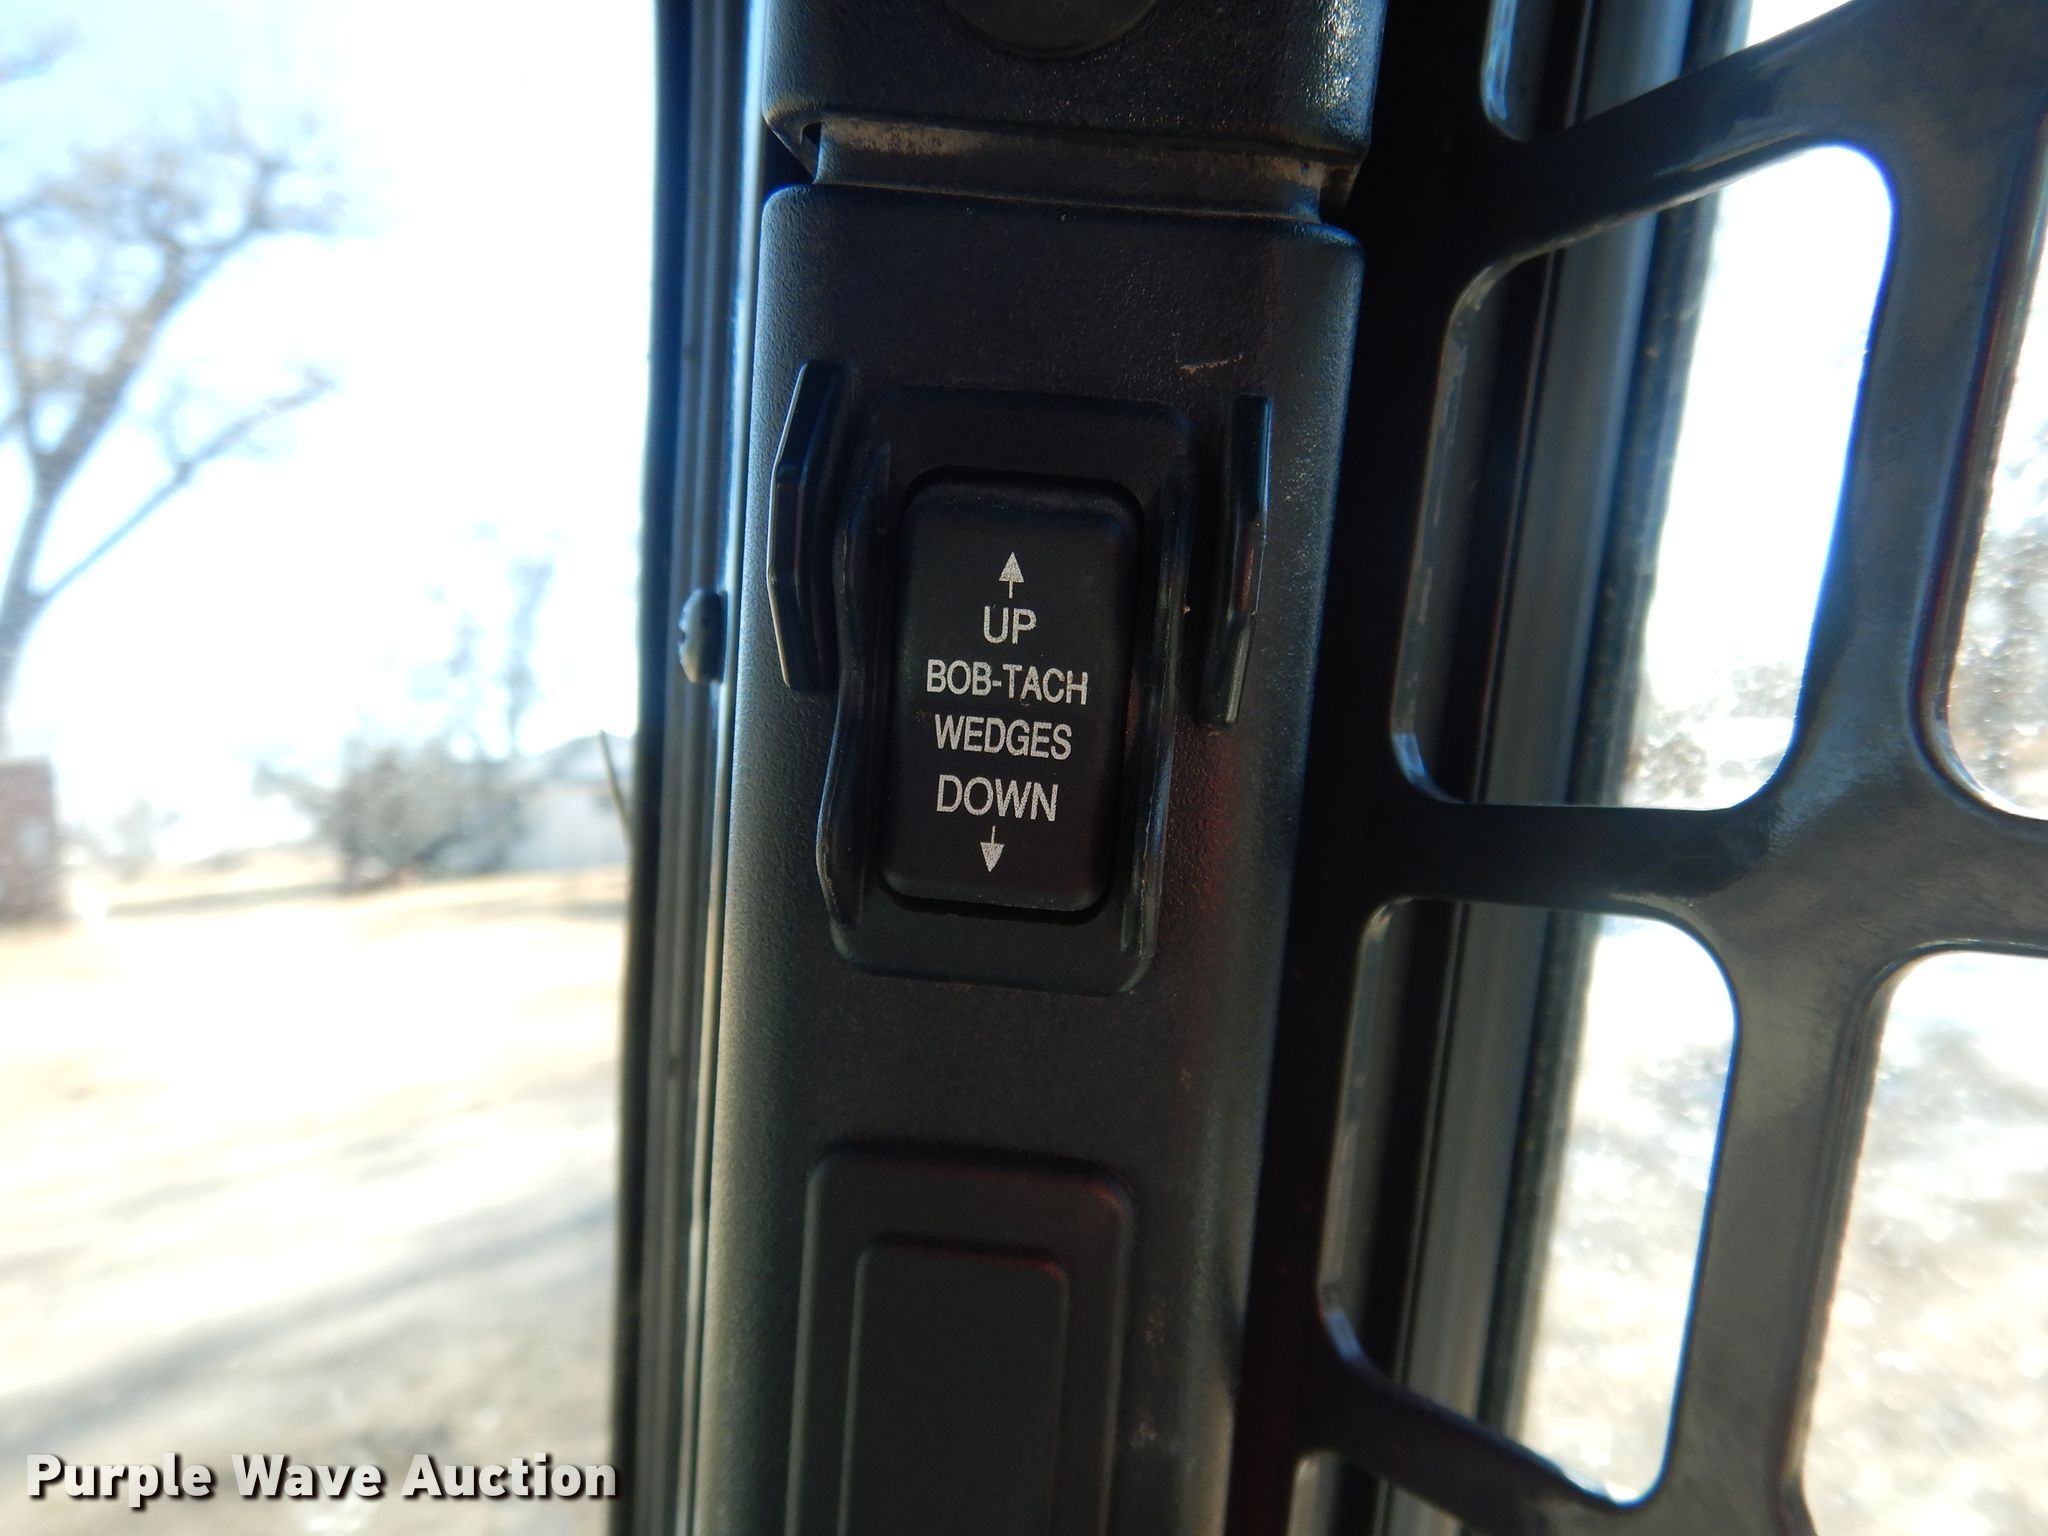 UP
BOB-TACH
WEDGES
DOWN
Purple Wave Auction